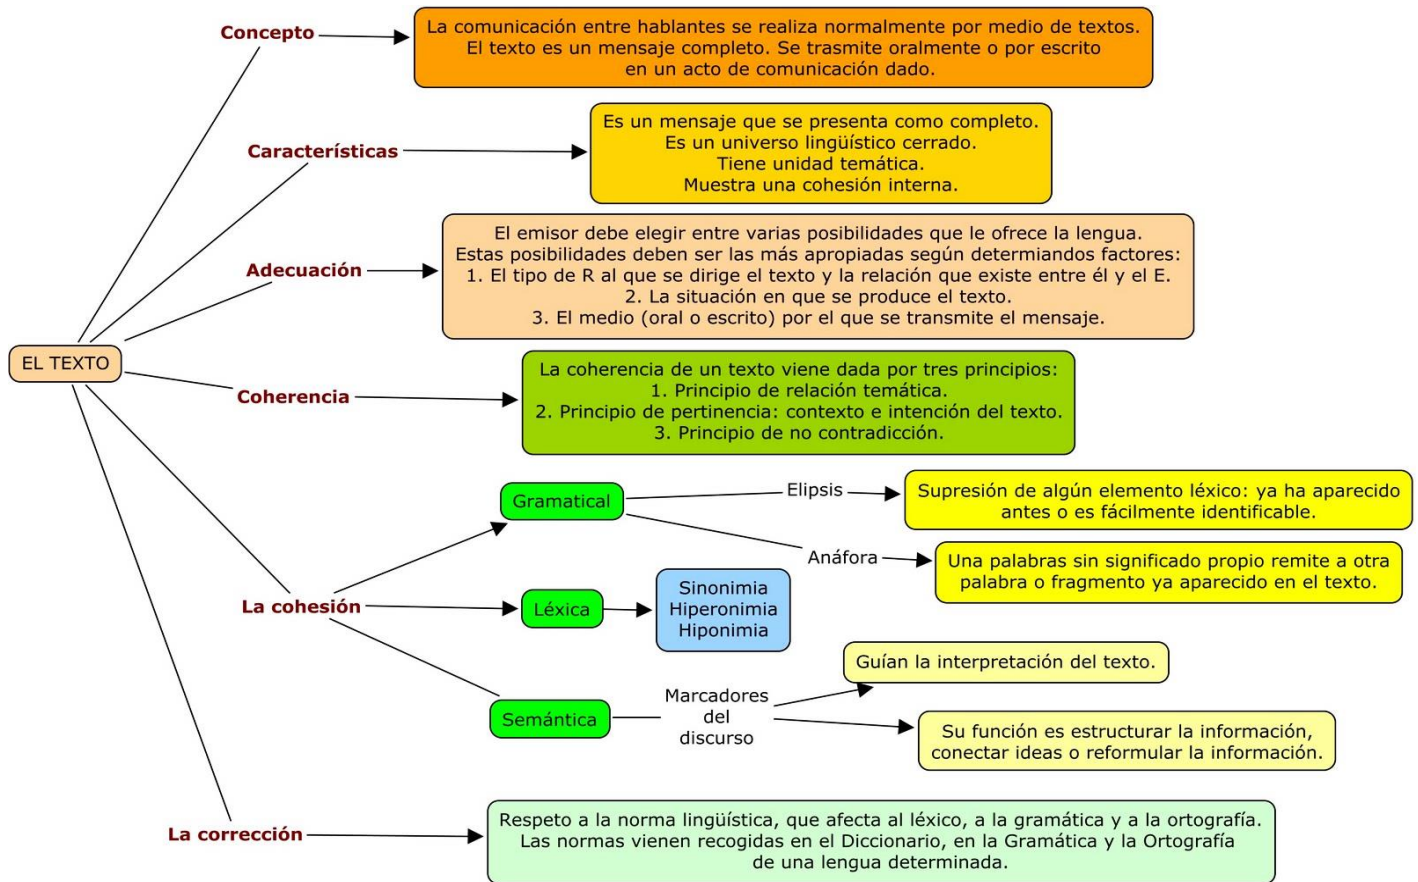 Concepto
La comunicación entre hablantes se realiza normalmente por medio de textos.
El texto es un mensaje completo. Se trasmite oralmente o por escrito
en un acto de comunicación dado.
Características
Es un mensaje que se presenta como completo.
Es un universo lingüístico cerrado.
Tiene unidad temática.
Muestra una cohesión interna.
Adecuación
El emisor debe elegir entre varias posibilidades que le ofrece la lengua.
Estas posibilidades deben ser las más apropiadas según determiandos factores:
1. El tipo de R al que se dirige el texto y la relación que existe entre él y el E.
2. La situación en que se produce el texto.
3. El medio (oral o escrito) por el que se transmite el mensaje.
EL TEXTO
Coherencia
La coherencia de un texto viene dada por tres principios:
1. Principio de relación temática.
2. Principio de pertinencia: contexto e intención del texto.
3. Principio de no contradicción.
La cohesión
Gramatical
Elipsis
Supresión de algún elemento léxico: ya ha aparecido
antes o es fácilmente identificable.
Anáfora
Una palabras sin significado propio remite a otra
palabra o fragmento ya aparecido en el texto.
Léxica
Sinonimia
Hiperonimia
Hiponimia
Semántica
Marcadores
del
discurso
Guían la interpretación del texto.
Su función es estructurar la información,
conectar ideas o reformular la información.
La corrección
Respeto a la norma lingüística, que afecta al léxico, a la gramática y a la ortografía.
Las normas vienen recogidas en el Diccionario, en la Gramática y la Ortografía
de una lengua determinada.